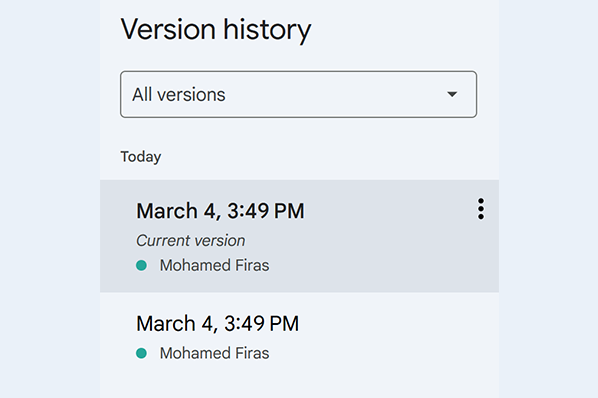 Version history
All versions
Today
March 4, 3:49 PM
Current version
Mohamed Firas
March 4, 3:49 PM
Mohamed Firas